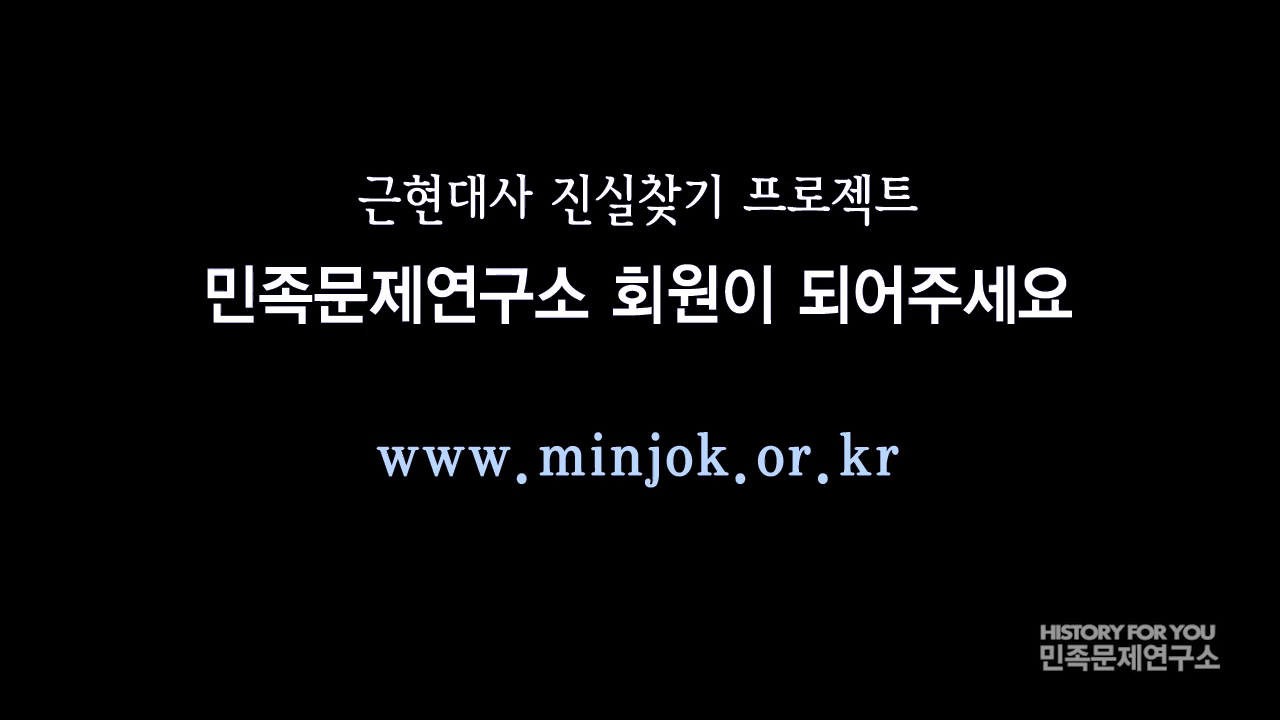 근현대사 진실찾기 프로젝트
민족문제연구소 회원이 되어주세요
www.minjok.or.kr
HISTORY FOR YOU
민족문제연구소